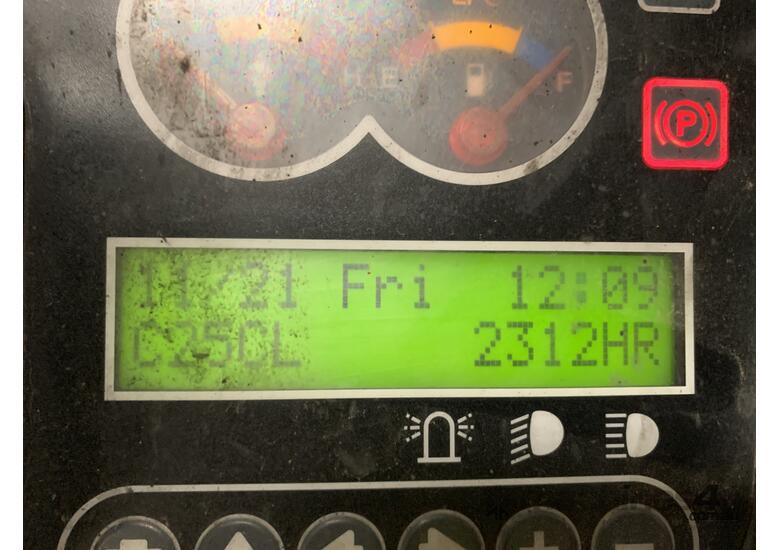 H E F
P
11/21 Fri 12:09
C25CL 2312HR